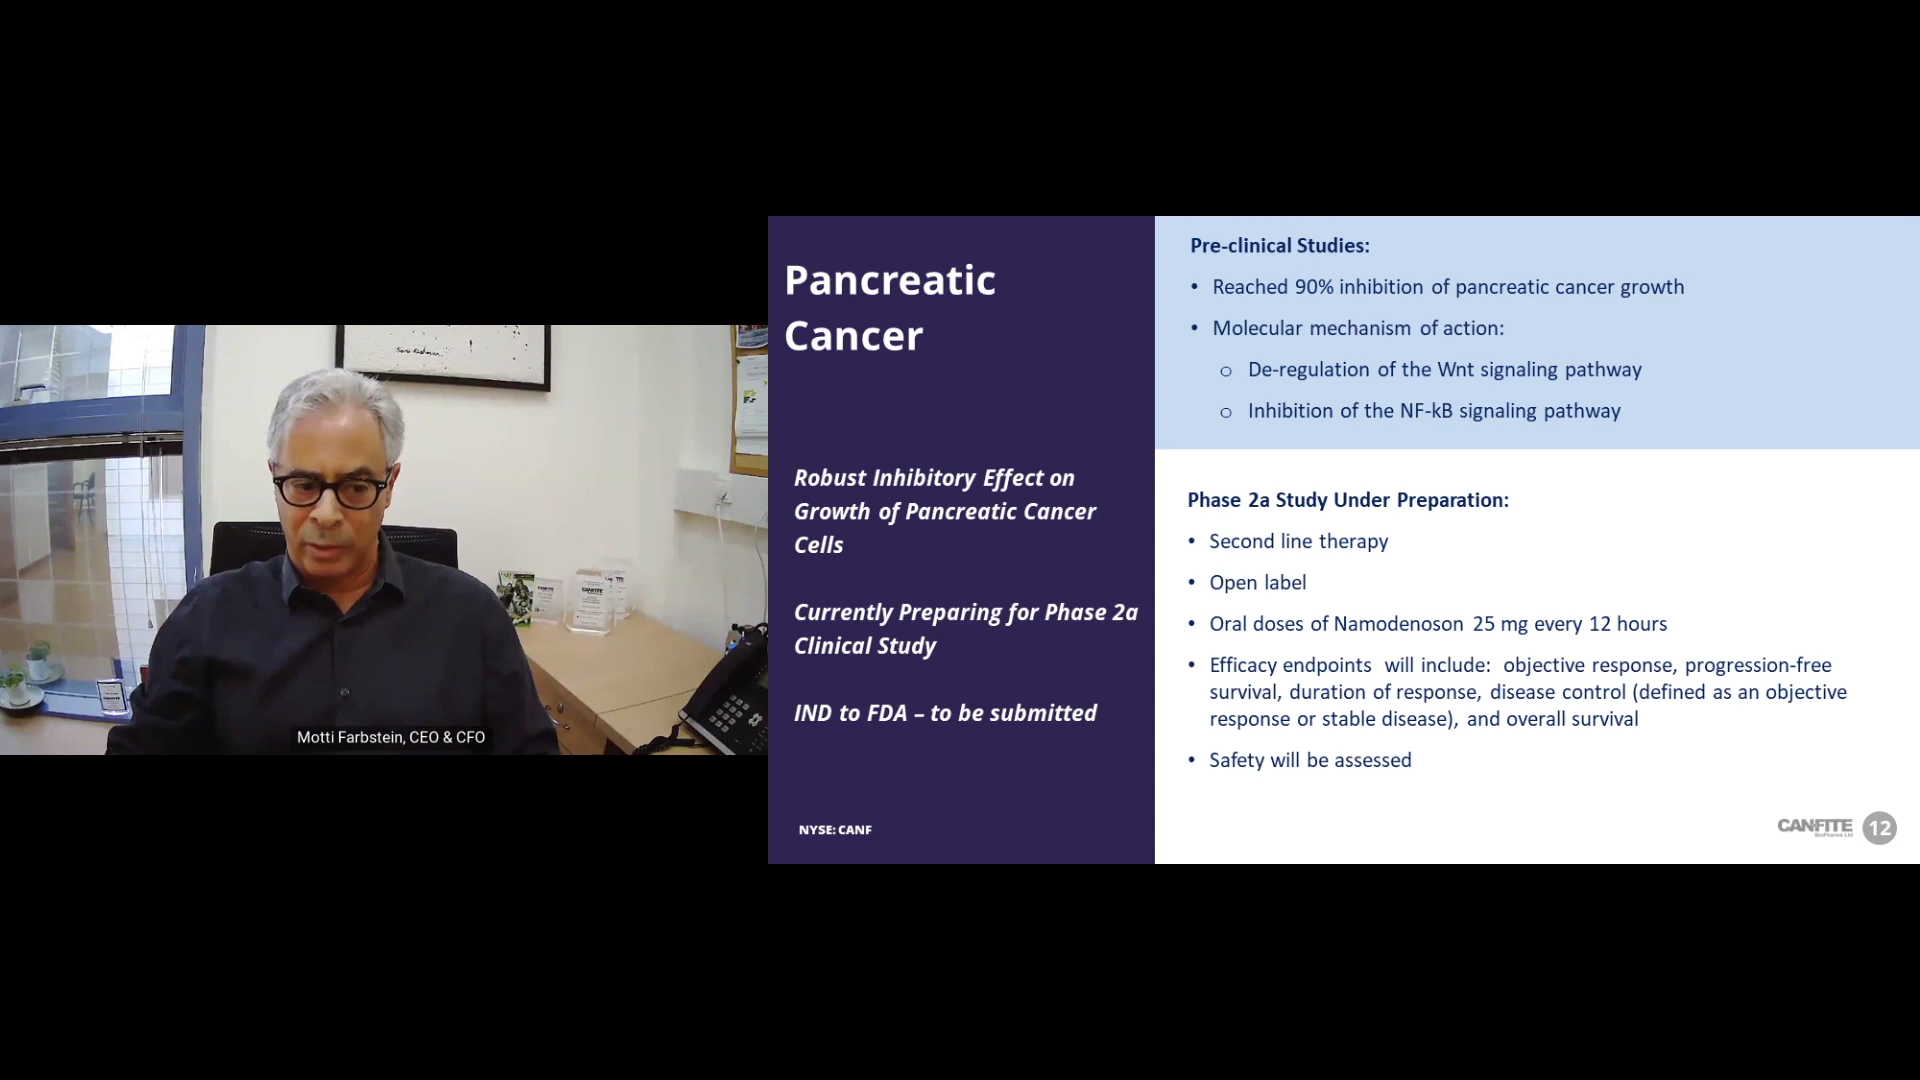 Motti Farbstein, CEO & CFO
Pancreatic
Cancer
Robust Inhibitory Effect on
Growth of Pancreatic Cancer
Cells
Currently Preparing for Phase 2a
Clinical Study
IND to FDA – to be submitted
NYSE: CANF
Pre-clinical Studies:
• Reached 90% inhibition of pancreatic cancer growth
• Molecular mechanism of action:
o De-regulation of the Wnt signaling pathway
o Inhibition of the NF-kB signaling pathway
Phase 2a Study Under Preparation:
• Second line therapy
• Open label
• Oral doses of Namodenoson 25 mg every 12 hours
• Efficacy endpoints will include: objective response, progression-free
survival, duration of response, disease control (defined as an objective
response or stable disease), and overall survival
• Safety will be assessed
CANFITE
BioPharma Ltd
12